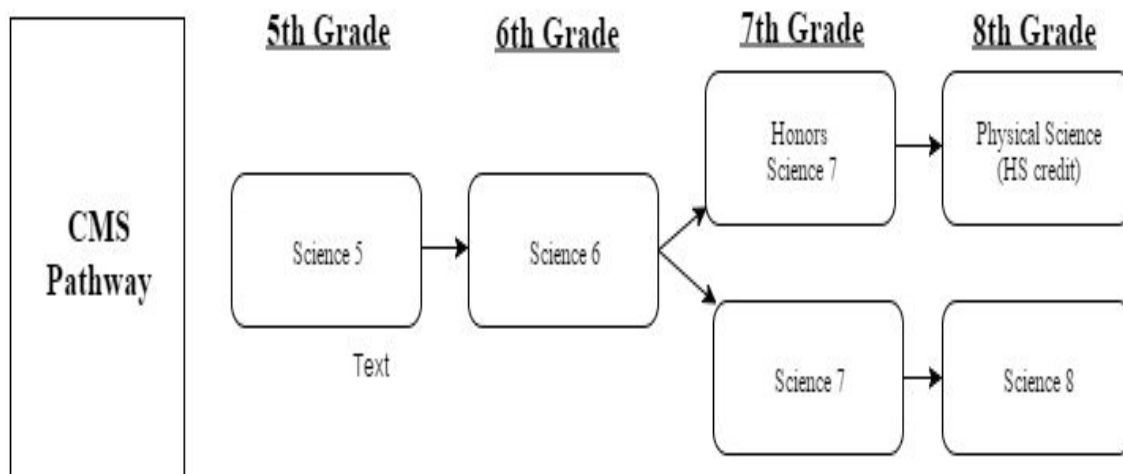 5th Grade
6th Grade
7th Grade
8th Grade
CMS
Pathway
Science 5
Text
Science 6
Honors
Science 7
Physical Science
(HS credit)
Science 7
Science 8